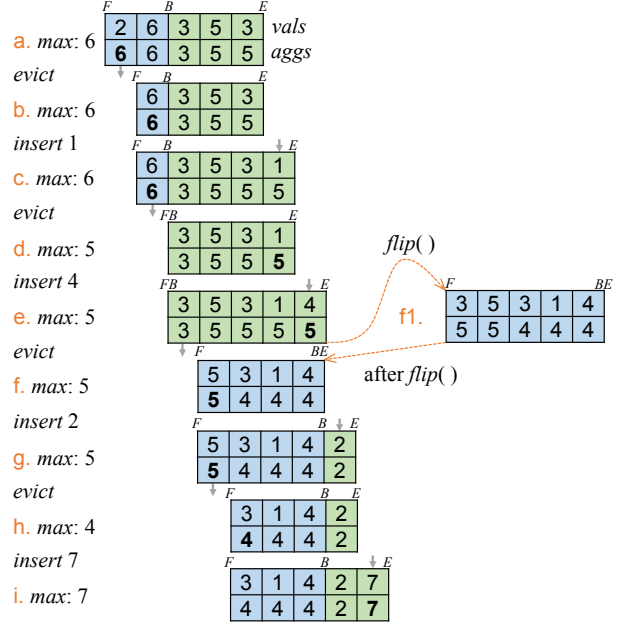 F B E
2 6 3 5 3 vals
a. max: 6
6 6 3 5 5 aggs
evict
F B E
6 3 5 3
b. max: 6
6 3 5 5
insert 1
F B E
6 3 5 3 1
c. max: 6
6 3 5 5 5
evict
FB E
3 5 3 1
d. max: 5
3 5 5 5
insert 4
flip( )
FB E
3 5 3 1 4
e. max: 5
3 5 5 5 5
f1.
F BE
3 5 3 1 4
5 5 4 4 4
evict
F BE
after flip( )
5 3 1 4
f. max: 5
5 4 4 4
insert 2
F B E
5 3 1 4 2
g. max: 5
5 4 4 4 2
evict
F B E
3 1 4 2
h. max: 4
4 4 4 2
insert 7
F B E
3 1 4 2 7
i. max: 7
4 4 4 2 7